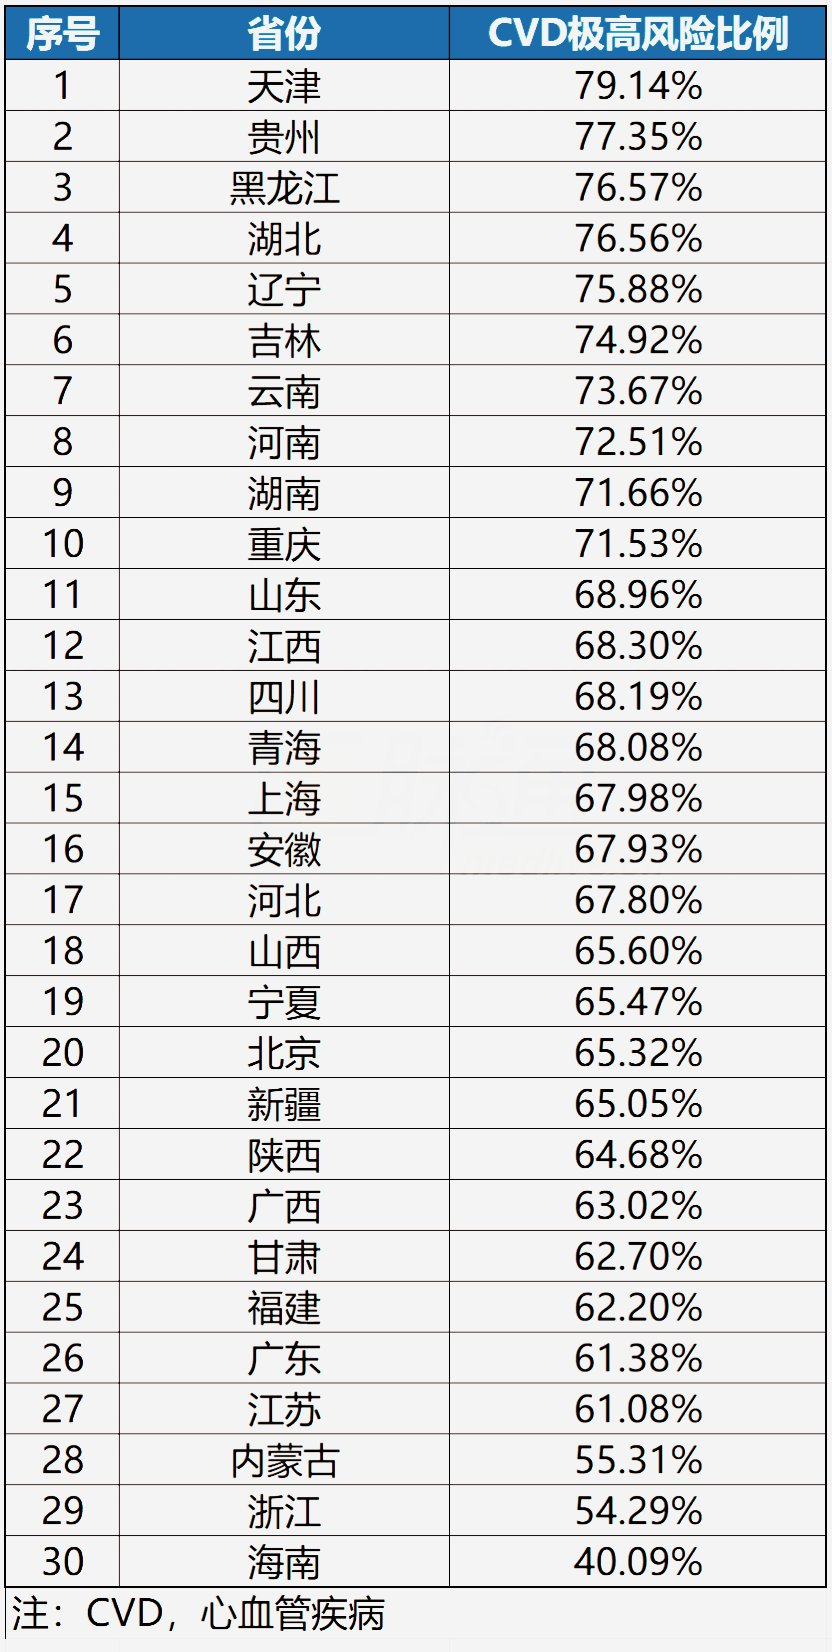 序号 省份 CVD极高风险比例
1 天津 79.14%
2 贵州 77.35%
3 黑龙江 76.57%
4 湖北 76.56%
5 辽宁 75.88%
6 吉林 74.92%
7 云南 73.67%
8 河南 72.51%
9 湖南 71.66%
10 重庆 71.53%
11 山东 68.96%
12 江西 68.30%
13 四川 68.19%
14 青海 68.08%
15 上海 67.98%
16 安徽 67.93%
17 河北 67.80%
18 山西 65.60%
19 宁夏 65.47%
20 北京 65.32%
21 新疆 65.05%
22 陕西 64.68%
23 广西 63.02%
24 甘肃 62.70%
25 福建 62.20%
26 广东 61.38%
27 江苏 61.08%
28 内蒙古 55.31%
29 浙江 54.29%
30 海南 40.09%
注：CVD，心血管疾病